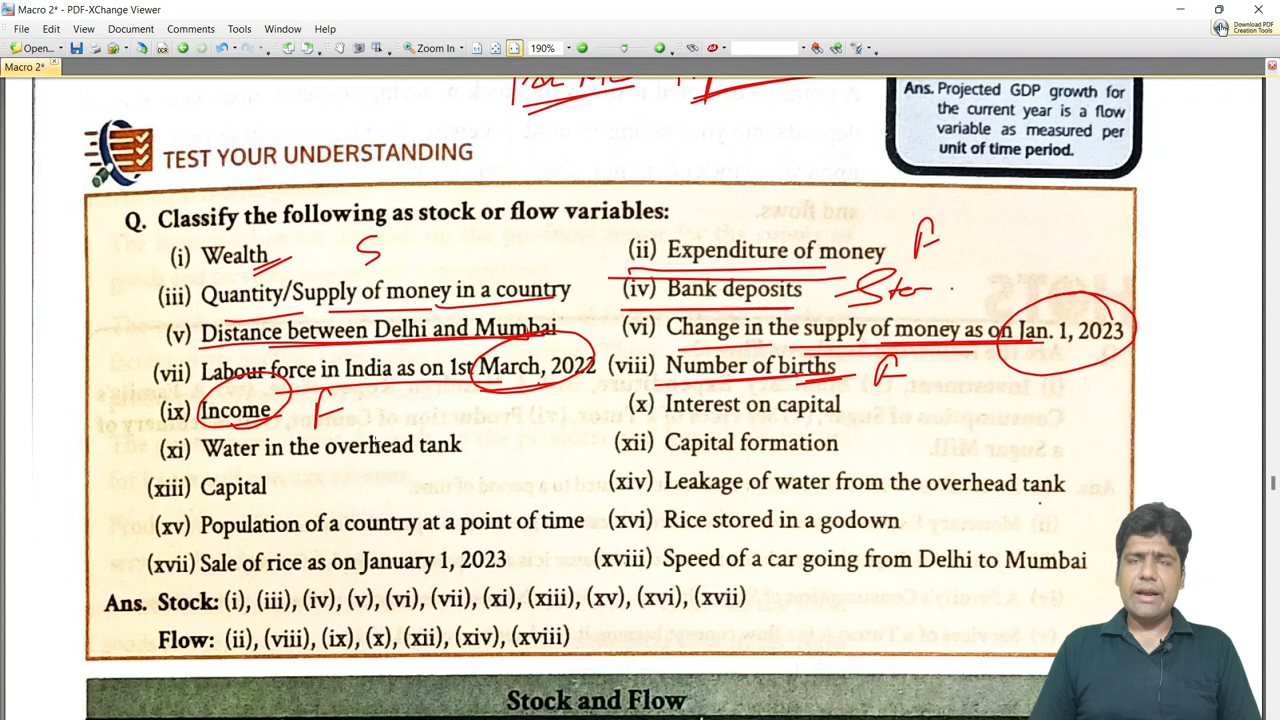 Macro 2* - PDF-XChange Viewer
File Edit View Document Comments Tools Window Help
Download PDF
Creation Tools
Open... Zoom In 190%
Macro 2*
Ans. Projected GDP growth for
the current year is a flow
variable as measured per
unit of time period.
TEST YOUR UNDERSTANDING
Q. Classify the following as stock or flow variables:
(i) Wealth S (ii) Expenditure of money F
(iii) Quantity/Supply of money in a country (iv) Bank deposits
(v) Distance between Delhi and Mumbai (vi) Change in the supply of money as on Jan. 1, 2023
(vii) Labour force in India as on 1st March, 2022 (viii) Number of births F
(ix) Income F (x) Interest on capital
(xi) Water in the overhead tank (xii) Capital formation
(xiii) Capital (xiv) Leakage of water from the overhead tank
(xv) Population of a country at a point of time (xvi) Rice stored in a godown
(xvii) Sale of rice as on January 1, 2023 (xviii) Speed of a car going from Delhi to Mumbai
Ans. Stock: (i), (iii), (iv), (v), (vi), (vii), (xi), (xiii), (xv), (xvi), (xvii)
Flow: (ii), (viii), (ix), (x), (xii), (xiv), (xviii)
Stock and Flow